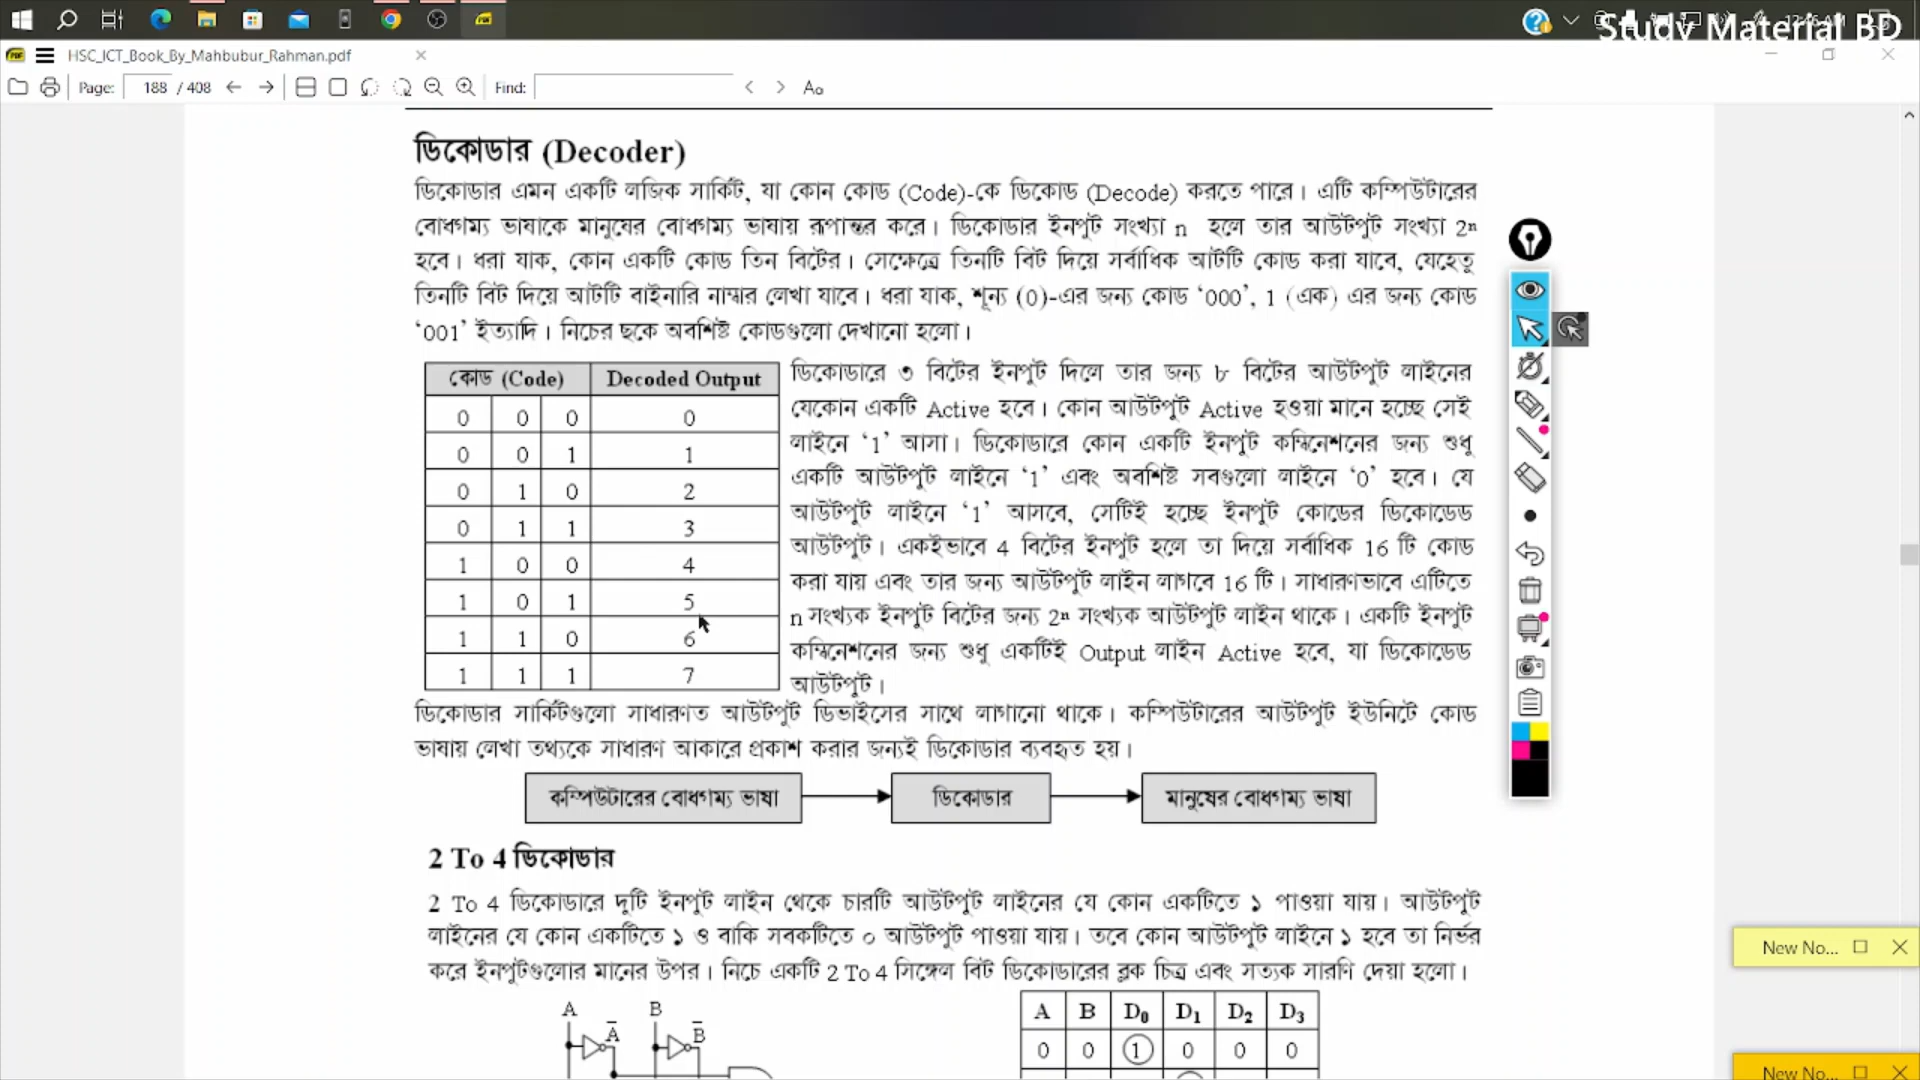 Study Material BD
HSC_ICT_Book_By_Mahbubur_Rahman.pdf
Page: 188 / 408 Find:
ডিকোডার (Decoder)
ডিকোডার এমন একটি লজিক সার্কিট, যা কোন কোড (Code)-কে ডিকোড (Decode) করতে পারে। এটি কম্পিউটারের
বোধগম্য ভাষাকে মানুষের বোধগম্য ভাষায় রূপান্তর করে। ডিকোডার ইনপুট সংখ্যা n হলে তার আউটপুট সংখ্যা 2ⁿ
হবে। ধরা যাক, কোন একটি কোড তিন বিটের। সেক্ষেত্রে তিনটি বিট দিয়ে সর্বাধিক আটটি কোড করা যাবে, যেহেতু
তিনটি বিট দিয়ে আটটি বাইনারি নাম্বার লেখা যাবে। ধরা যাক, শূন্য (0)-এর জন্য কোড ‘000’, 1 (এক) এর জন্য কোড
‘001’ ইত্যাদি। নিচের ছকে অবশিষ্ট কোডগুলো দেখানো হলো।
কোড (Code) Decoded Output
0 0 0 0
0 0 1 1
0 1 0 2
0 1 1 3
1 0 0 4
1 0 1 5
1 1 0 6
1 1 1 7
ডিকোডারে ৩ বিটের ইনপুট দিলে তার জন্য ৮ বিটের আউটপুট লাইনের
যেকোন একটি Active হবে। কোন আউটপুট Active হওয়া মানে হচ্ছে সেই
লাইনে ‘1’ আসা। ডিকোডারে কোন একটি ইনপুট কম্বিনেশনের জন্য শুধু
একটি আউটপুট লাইনে ‘1’ এবং অবশিষ্ট সবগুলো লাইনে ‘0’ হবে। যে
আউটপুট লাইনে ‘1’ আসবে, সেটিই হচ্ছে ইনপুট কোডের ডিকোডেড
আউটপুট। একইভাবে 4 বিটের ইনপুট হলে তা দিয়ে সর্বাধিক 16 টি কোড
করা যায় এবং তার জন্য আউটপুট লাইন লাগবে 16 টি। সাধারণভাবে এটিতে
n সংখ্যক ইনপুট বিটের জন্য 2ⁿ সংখ্যক আউটপুট লাইন থাকে। একটি ইনপুট
কম্বিনেশনের জন্য শুধু একটিই Output লাইন Active হবে, যা ডিকোডেড
আউটপুট।
ডিকোডার সার্কিটগুলো সাধারণত আউটপুট ডিভাইসের সাথে লাগানো থাকে। কম্পিউটারের আউটপুট ইউনিটে কোড
ভাষায় লেখা তথ্যকে সাধারণ আকারে প্রকাশ করার জন্যই ডিকোডার ব্যবহৃত হয়।
কম্পিউটারের বোধগম্য ভাষা ডিকোডার মানুষের বোধগম্য ভাষা
2 To 4 ডিকোডার
2 To 4 ডিকোডারে দুটি ইনপুট লাইন থেকে চারটি আউটপুট লাইনের যে কোন একটিতে ১ পাওয়া যায়। আউটপুট
লাইনের যে কোন একটিতে ১ ও বাকি সবকটিতে ০ আউটপুট পাওয়া যায়। তবে কোন আউটপুট লাইনে ১ হবে তা নির্ভর
করে ইনপুটগুলোর মানের উপর। নিচে একটি 2 To 4 সিঙ্গেল বিট ডিকোডারের ব্লক চিত্র এবং সত্যক সারণি দেয়া হলো।
A B
A̅ B̅
A B D₀ D₁ D₂ D₃
0 0 1 0 0 0
New No...
New No...